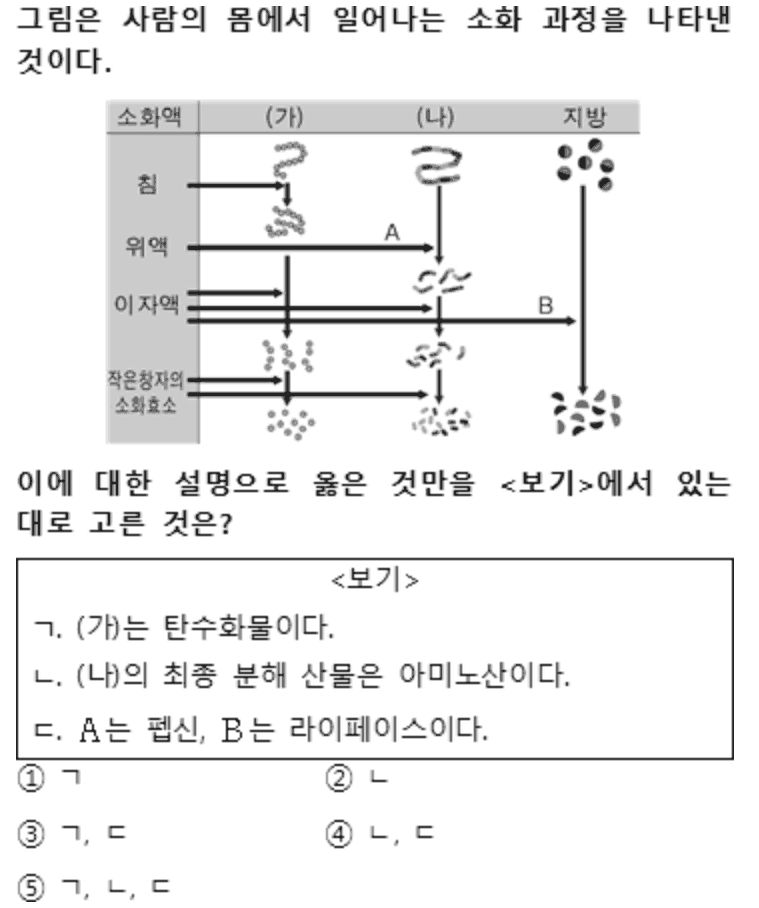 그림은 사람의 몸에서 일어나는 소화 과정을 나타낸
것이다.
소화액 (가) (나) 지방
침
위액 A
이자액 B
작은창자의
소화효소
이에 대한 설명으로 옳은 것만을 <보기>에서 있는
대로 고른 것은?
<보기>
ㄱ. (가)는 탄수화물이다.
ㄴ. (나)의 최종 분해 산물은 아미노산이다.
ㄷ. A는 펩신, B는 라이페이스이다.
① ㄱ ② ㄴ
③ ㄱ, ㄷ ④ ㄴ, ㄷ
⑤ ㄱ, ㄴ, ㄷ